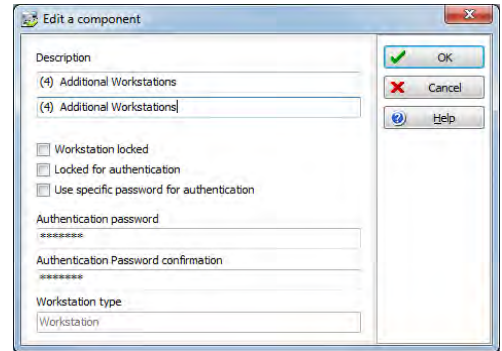 Edit a component
Description
(4) Additional Workstations
(4) Additional Workstations
Workstation locked
Locked for authentication
Use specific password for authentication
Authentication password
*******
Authentication Password confirmation
*******
Workstation type
Workstation
OK
Cancel
Help